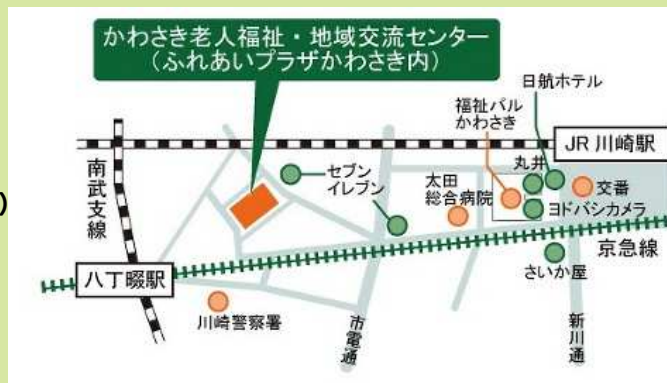 かわさき老人福祉・地域交流センター
（ふれあいプラザかわさき内）
日航ホテル
福祉パル
かわさき
JR 川崎駅
南武支線
セブン
イレブン
太田
総合病院
丸井
交番
ヨドバシカメラ
)
京急線
八丁畷駅
さいか屋
川崎警察署
市電通
新川通